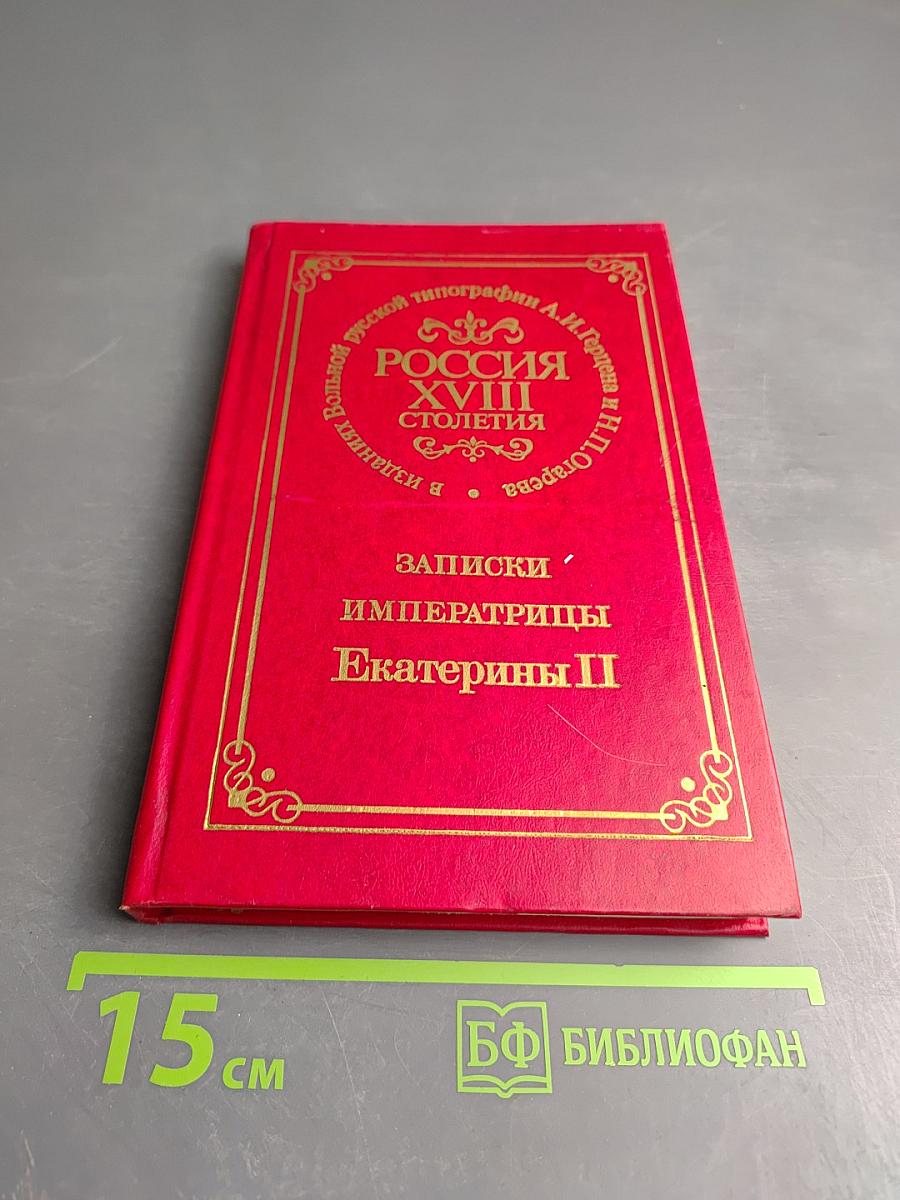 в изданиях Вольной русской типографии А.И.Герцена и Н.П.Огарева •
РОССИЯ
XVIII
СТОЛЕТИЯ
ЗАПИСКИ
ИМПЕРАТРИЦЫ
Екатерины II
15 см
БФ БИБЛИОФАН